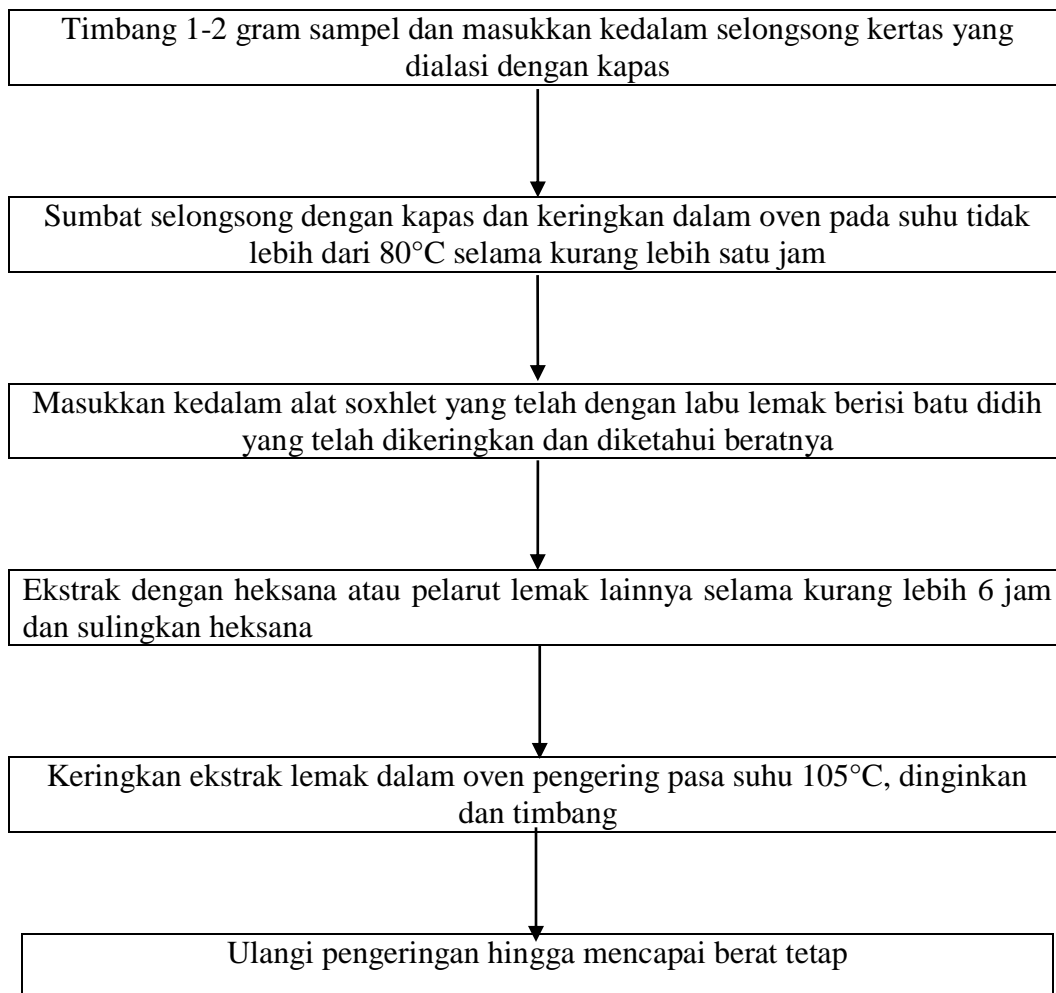 Timbang 1-2 gram sampel dan masukkan kedalam selongsong kertas yang
dialasi dengan kapas
Sumbat selongsong dengan kapas dan keringkan dalam oven pada suhu tidak
lebih dari 80°C selama kurang lebih satu jam
Masukkan kedalam alat soxhlet yang telah dengan labu lemak berisi batu didih
yang telah dikeringkan dan diketahui beratnya
Ekstrak dengan heksana atau pelarut lemak lainnya selama kurang lebih 6 jam
dan sulingkan heksana
Keringkan ekstrak lemak dalam oven pengering pasa suhu 105°C, dinginkan
dan timbang
Ulangi pengeringan hingga mencapai berat tetap